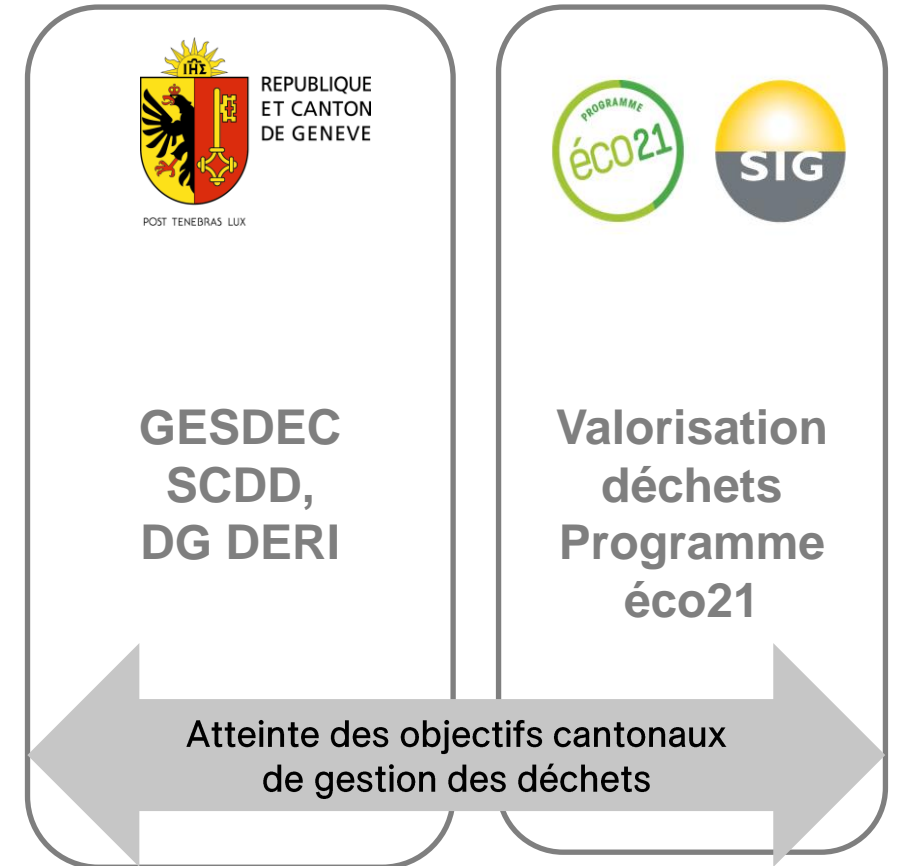 IHΣ
REPUBLIQUE
ET CANTON
DE GENEVE
POST TENEBRAS LUX
PROGRAMME
éco21
SIG
GESDEC
SCDD,
DG DERI
Valorisation
déchets
Programme
éco21
Atteinte des objectifs cantonaux
de gestion des déchets